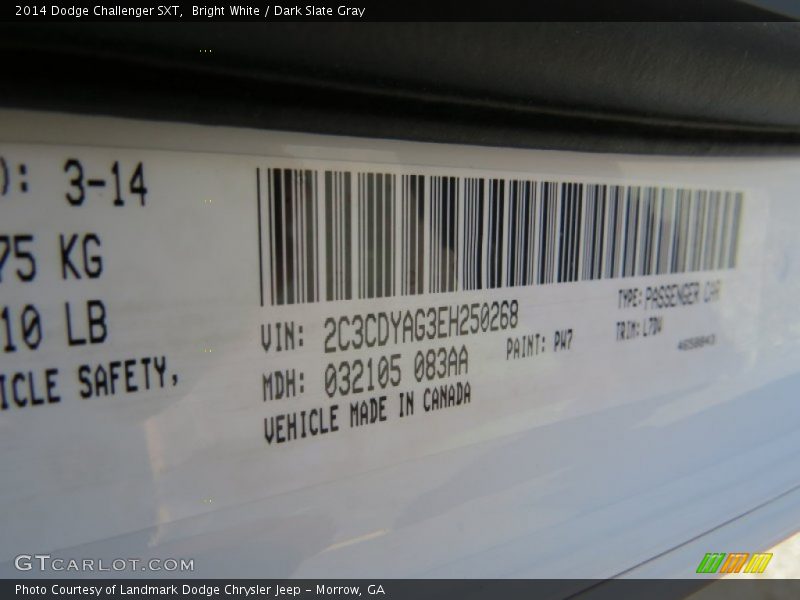 2014 Dodge Challenger SXT,  Bright White / Dark Slate Gray
): 3-14
75 KG
10 LB
ICLE SAFETY,
VIN: 2C3CDYAG3EH250268
TYPE: PASSENGER CAR
MDH: 032105 083AA
PAINT: PW7
TRIM: L7DV
VEHICLE MADE IN CANADA
GTCARLOT.COM
Photo Courtesy of Landmark Dodge Chrysler Jeep - Morrow, GA